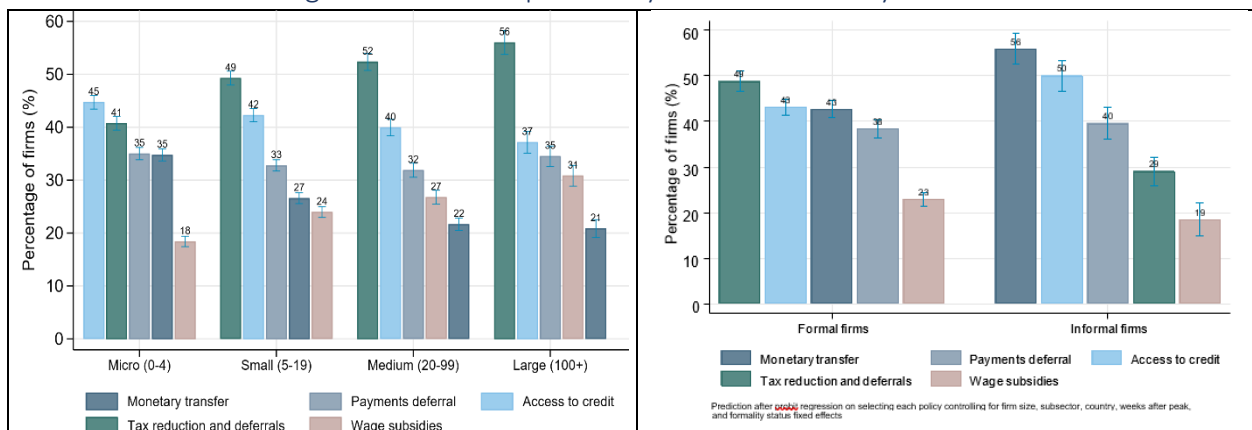 60
50
40
30
20
10
0
Percentage of firms (%)
45
41
35
35
18
49
42
33
27
24
52
40
32
27
22
56
37
35
31
21
Micro (0-4)
Small (5-19)
Medium (20-99)
Large (100+)
Monetary transfer
Payments deferral
Access to credit
Tax reduction and deferrals
Wage subsidies
60
50
40
30
20
10
0
Percentage of firms (%)
49
43
43
38
23
56
50
40
29
19
Formal firms
Informal firms
Monetary transfer
Payments deferral
Access to credit
Tax reduction and deferrals
Wage subsidies
Prediction after probit regression on selecting each policy controlling for firm size, subsector, country, weeks after peak,
and formality status fixed effects